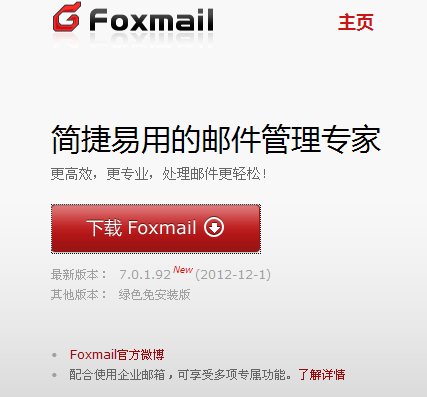 Foxmail
主页
简捷易用的邮件管理专家
更高效，更专业，处理邮件更轻松！
下载 Foxmail
最新版本： 7.0.1.92 New (2012-12-1)
其他版本： 绿色免安装版
• Foxmail官方微博
• 配合使用企业邮箱，可享受多项专属功能。了解详情